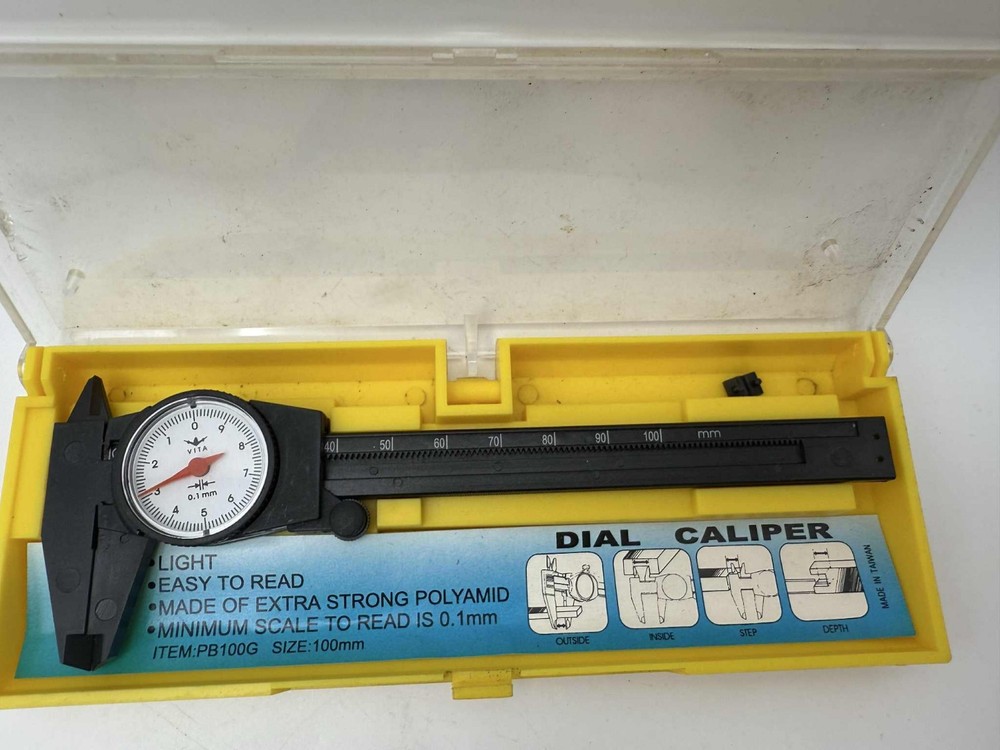 0
9
8
7
6
5
4
3
2
1
VITA
0.1 mm
40 50 60 70 80 90 100 mm
DIAL CALIPER
•LIGHT
•EASY TO READ
•MADE OF EXTRA STRONG POLYAMID
•MINIMUM SCALE TO READ IS 0.1mm
ITEM:PB100G SIZE:100mm
OUTSIDE INSIDE STEP DEPTH
MADE IN TAIWAN